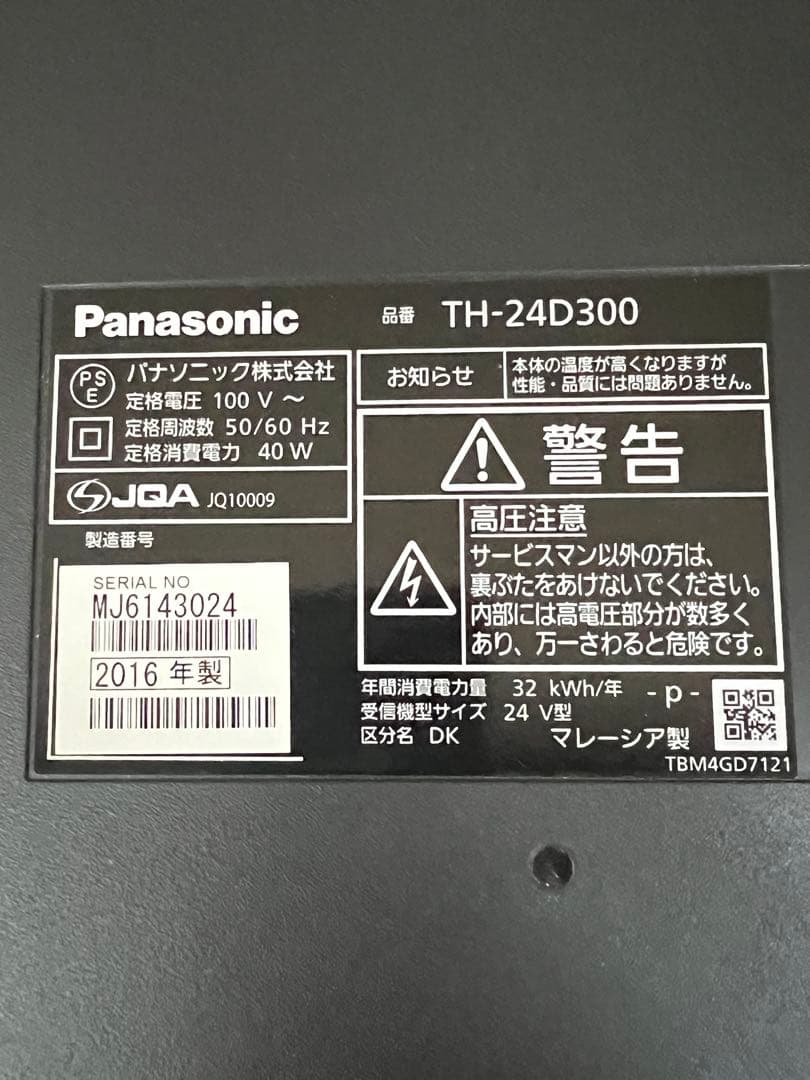 Panasonic
品番 TH-24D300
PS
E
パナソニック株式会社
定格電圧 100 V ～
定格周波数 50/60 Hz
定格消費電力 40 W
JQA JQ10009
製造番号
SERIAL NO
MJ6143024
2016 年製
お知らせ
本体の温度が高くなりますが
性能・品質には問題ありません。
警告
高圧注意
サービスマン以外の方は、
裏ぶたをあけないでください。
内部には高電圧部分が数多く
あり、万一さわると危険です。
年間消費電力量 32 kWh/年
受信機型サイズ 24 V型
区分名 DK
- p -
マレーシア製
TBM4GD7121